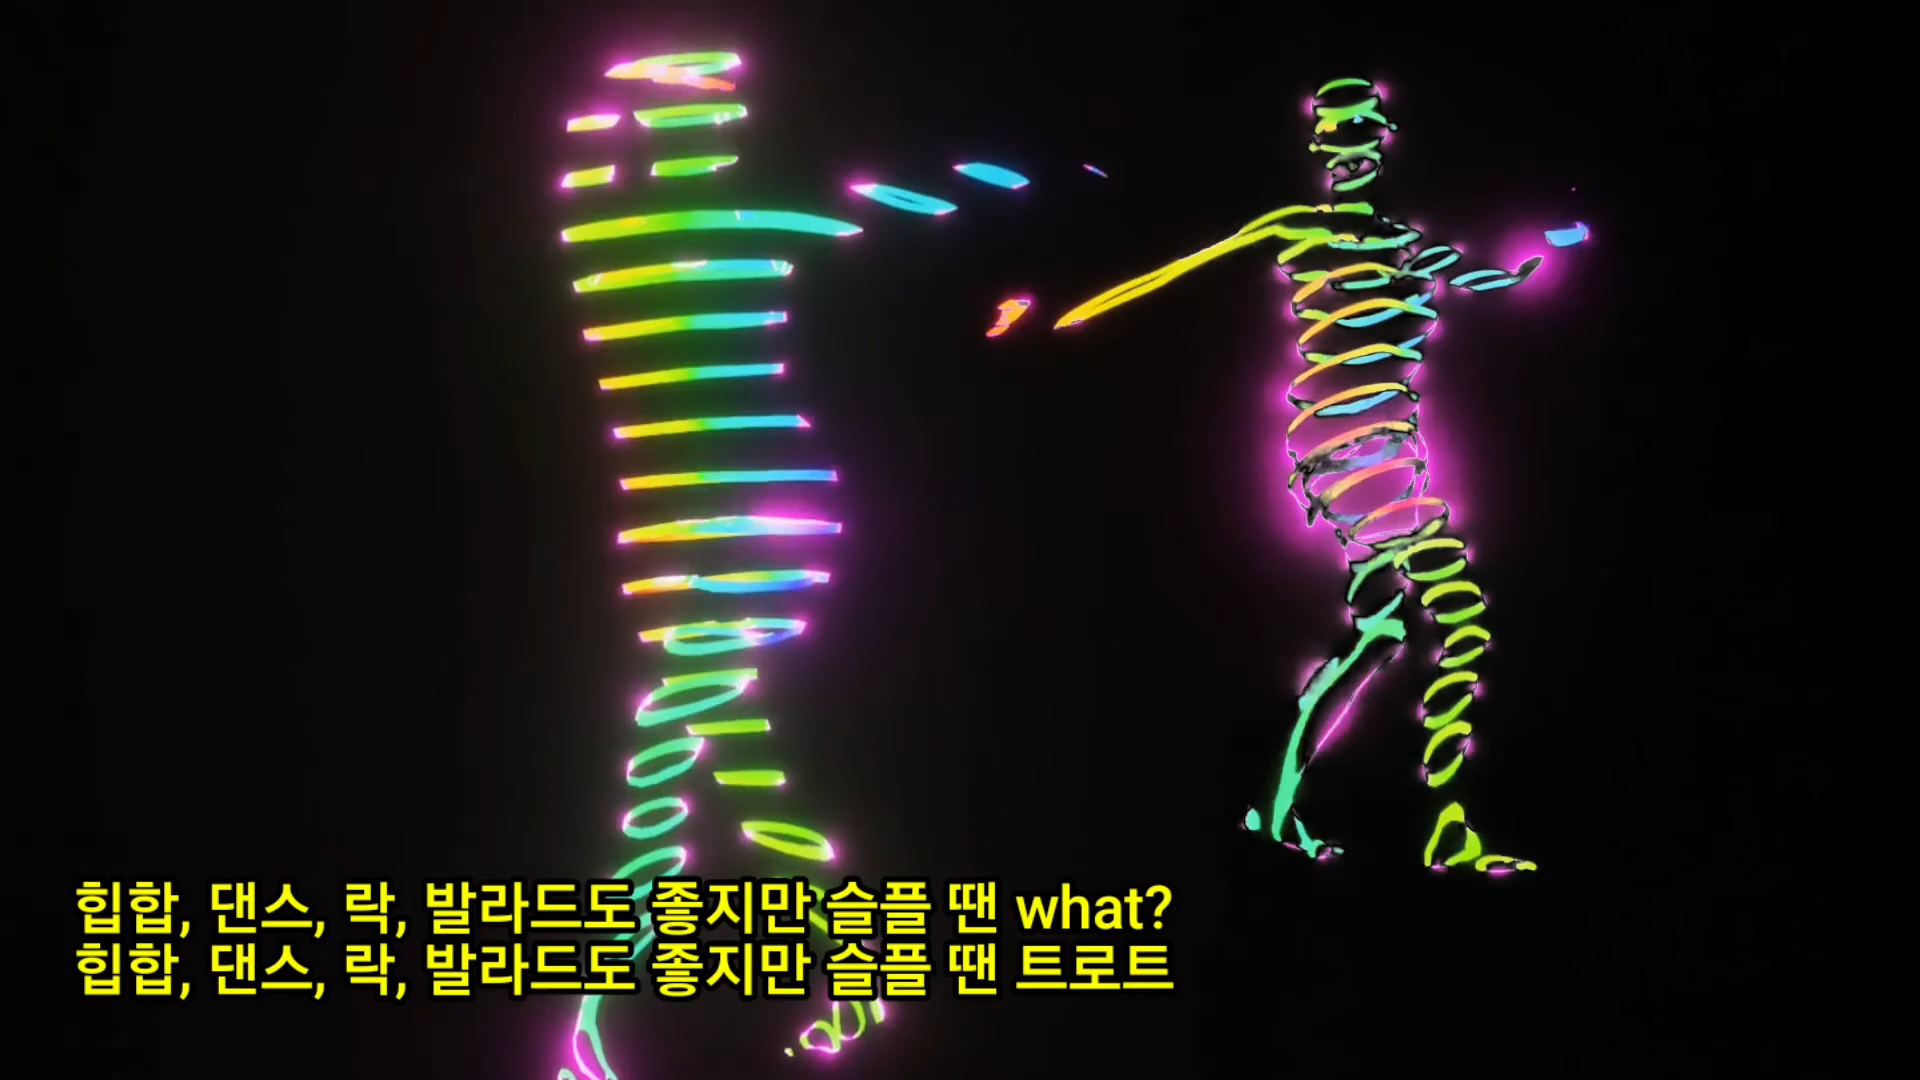 힙합, 댄스, 락, 발라드도 좋지만 슬플 땐 what?
힙합, 댄스, 락, 발라드도 좋지만 슬플 땐 트로트